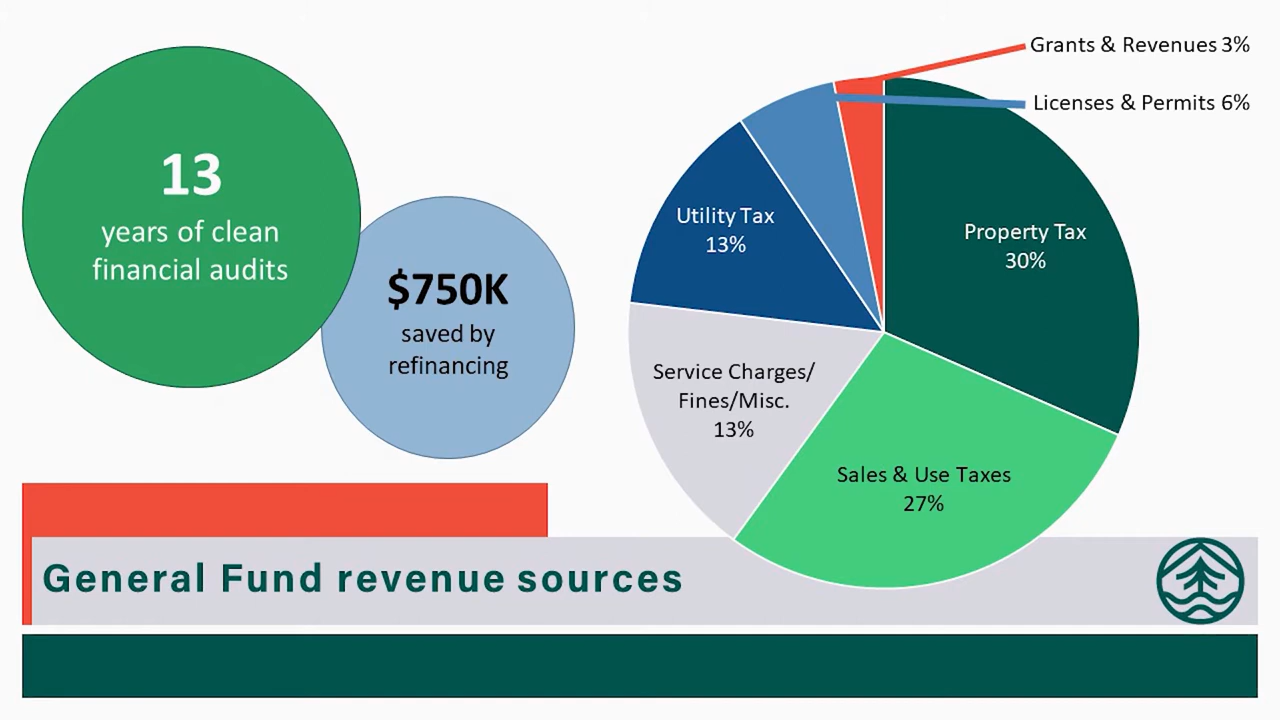 13
years of clean
financial audits
$750K
saved by
refinancing
Grants & Revenues 3%
Licenses & Permits 6%
Utility Tax
13%
Property Tax
30%
Service Charges/
Fines/Misc.
13%
Sales & Use Taxes
27%
General Fund revenue sources